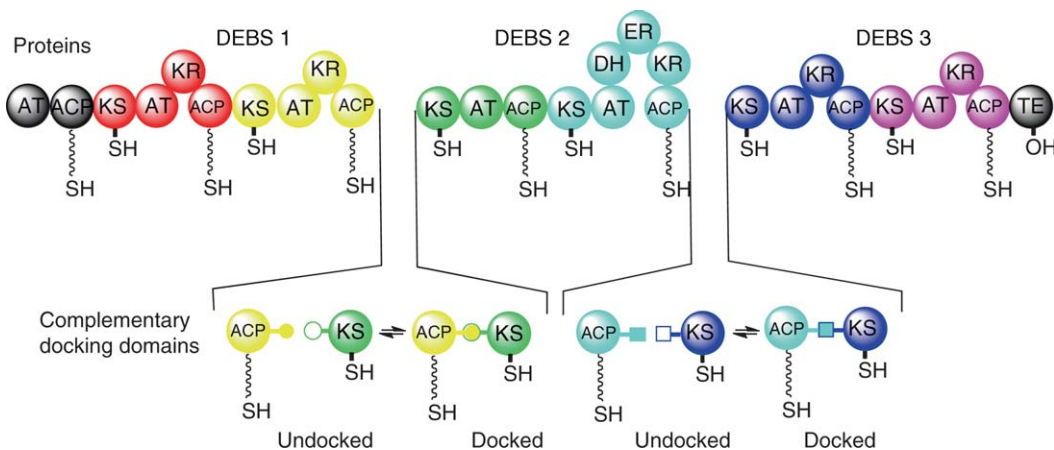 Proteins
DEBS 1
DEBS 2
DEBS 3
AT ACP KS AT KR ACP KS AT KR ACP
KS AT ACP KS AT DH ER KR ACP
KS AT KR ACP KS AT KR ACP TE
SH SH SH SH SH
SH SH SH SH
SH SH SH SH OH
Complementary
docking domains
ACP KS ACP KS ACP KS ACP KS
SH SH SH SH
SH SH SH SH
Undocked Docked Undocked Docked